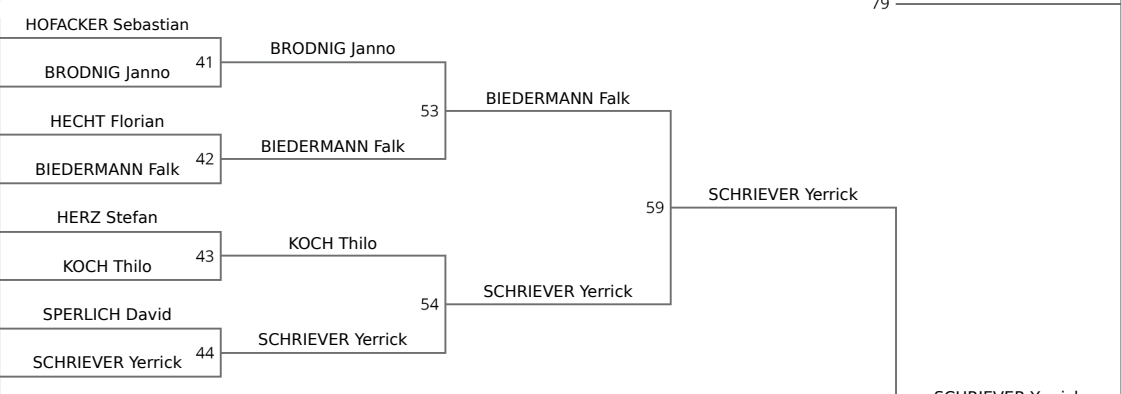 79
HOFACKER Sebastian
41
BRODNIG Janno
BRODNIG Janno
53
BIEDERMANN Falk
HECHT Florian
42
BIEDERMANN Falk
BIEDERMANN Falk
59
SCHRIEVER Yerrick
HERZ Stefan
43
KOCH Thilo
KOCH Thilo
54
SCHRIEVER Yerrick
SPERLICH David
44
SCHRIEVER Yerrick
SCHRIEVER Yerrick
SCHRIEVER Yerrick